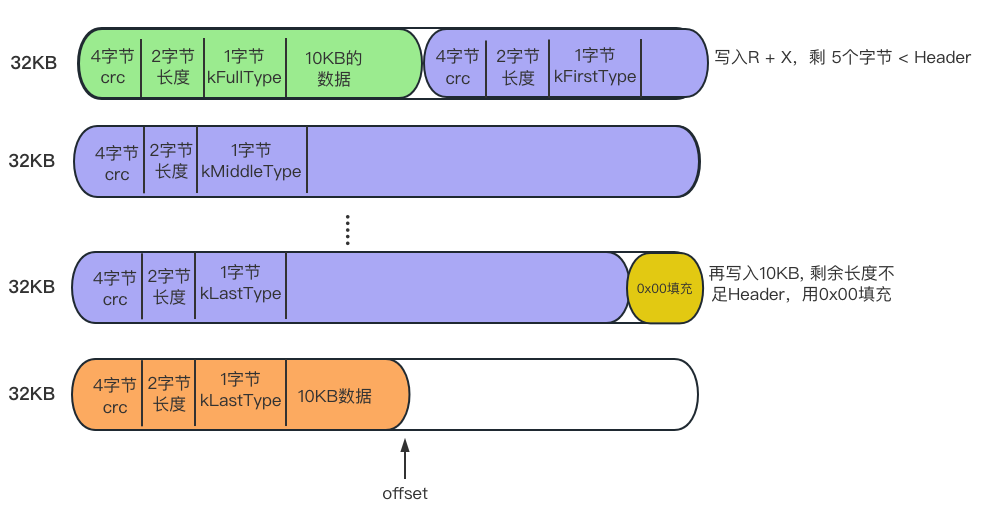 32KB
4字节
crc
2字节
长度
1字节
kFullType
10KB的
数据
4字节
crc
2字节
长度
1字节
kFirstType
写入R + X，剩 5个字节 < Header
32KB
4字节
crc
2字节
长度
1字节
kMiddleType
32KB
4字节
crc
2字节
长度
1字节
kLastType
0x00填充
再写入10KB, 剩余长度不
足Header，用0x00填充
32KB
4字节
crc
2字节
长度
1字节
kLastType
10KB数据
offset